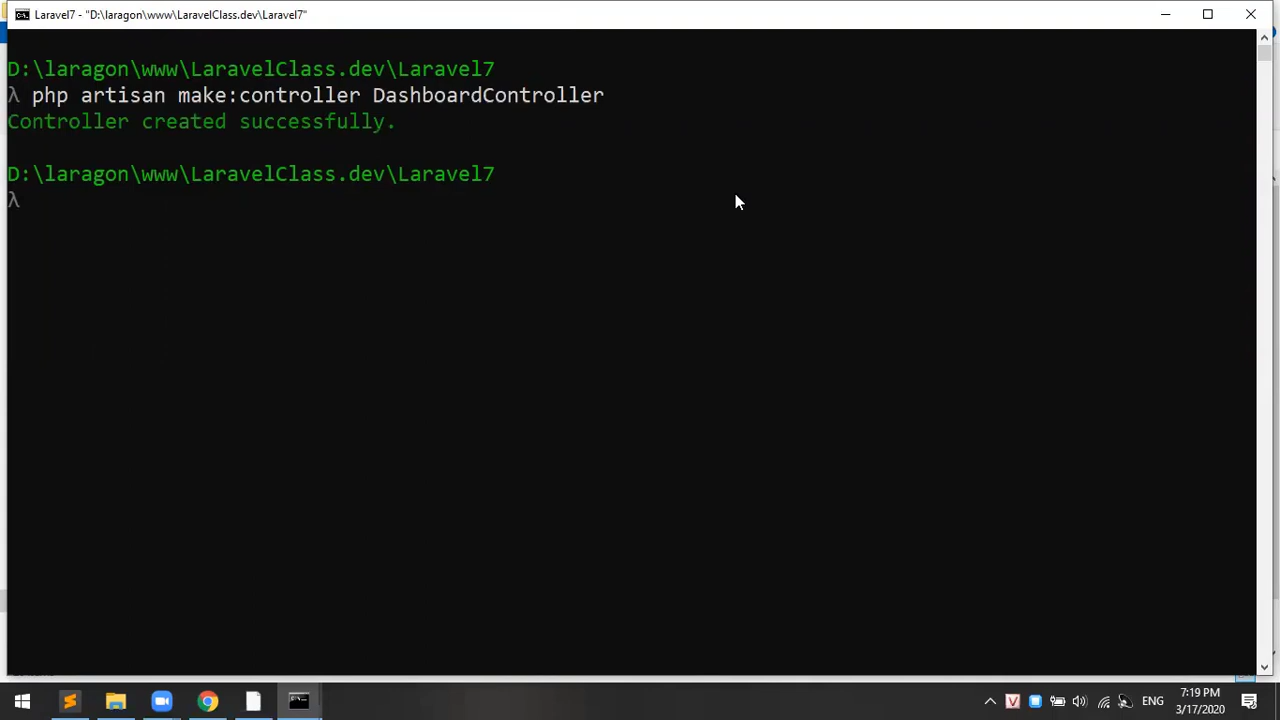 Laravel7 - "D:\laragon\www\LaravelClass.dev\Laravel7"
D:\laragon\www\LaravelClass.dev\Laravel7
λ php artisan make:controller DashboardController
Controller created successfully.
D:\laragon\www\LaravelClass.dev\Laravel7
λ
ENG
7:19 PM
3/17/2020